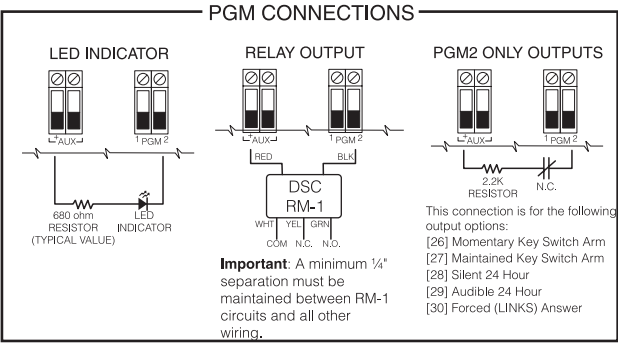 PGM CONNECTIONS
LED INDICATOR
+AUX-
1 PGM 2
680 ohm
RESISTOR
(TYPICAL VALUE)
LED
INDICATOR
RELAY OUTPUT
+AUX-
1 PGM 2
RED
BLK
DSC
RM-1
WHT YEL GRN
COM N.C. N.O.
Important: A minimum ¼"
separation must be
maintained between RM-1
circuits and all other
wiring.
PGM2 ONLY OUTPUTS
+AUX-
1 PGM 2
2.2K
RESISTOR
N.C.
This connection is for the following
output options:
[26] Momentary Key Switch Arm
[27] Maintained Key Switch Arm
[28] Silent 24 Hour
[29] Audible 24 Hour
[30] Forced (LINKS) Answer